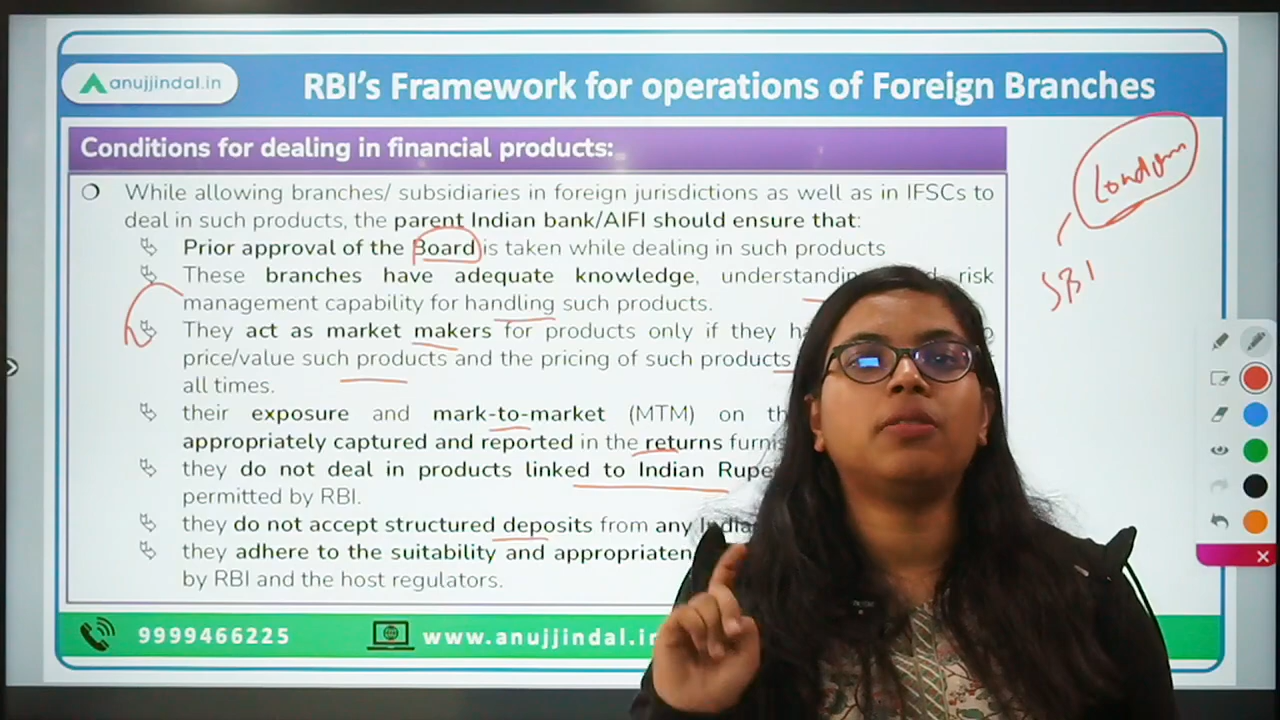 anujjindal.in
RBI's Framework for operations of Foreign Branches
Conditions for dealing in financial products:
While allowing branches/ subsidiaries in foreign jurisdictions as well as in IFSCs to
deal in such products, the parent Indian bank/AIFI should ensure that:
Prior approval of the Board is taken while dealing in such products
These branches have adequate knowledge, understanding risk
management capability for handling such products.
They act as market makers for products only if they
price/value such products and the pricing of such products
all times.
their exposure and mark-to-market (MTM) on
appropriately captured and reported in the returns
they do not deal in products linked to Indian
permitted by RBI.
they do not accept structured deposits from any
they adhere to the suitability and
by RBI and the host regulators.
London
SBI
9999466225
www.anujjindal.in